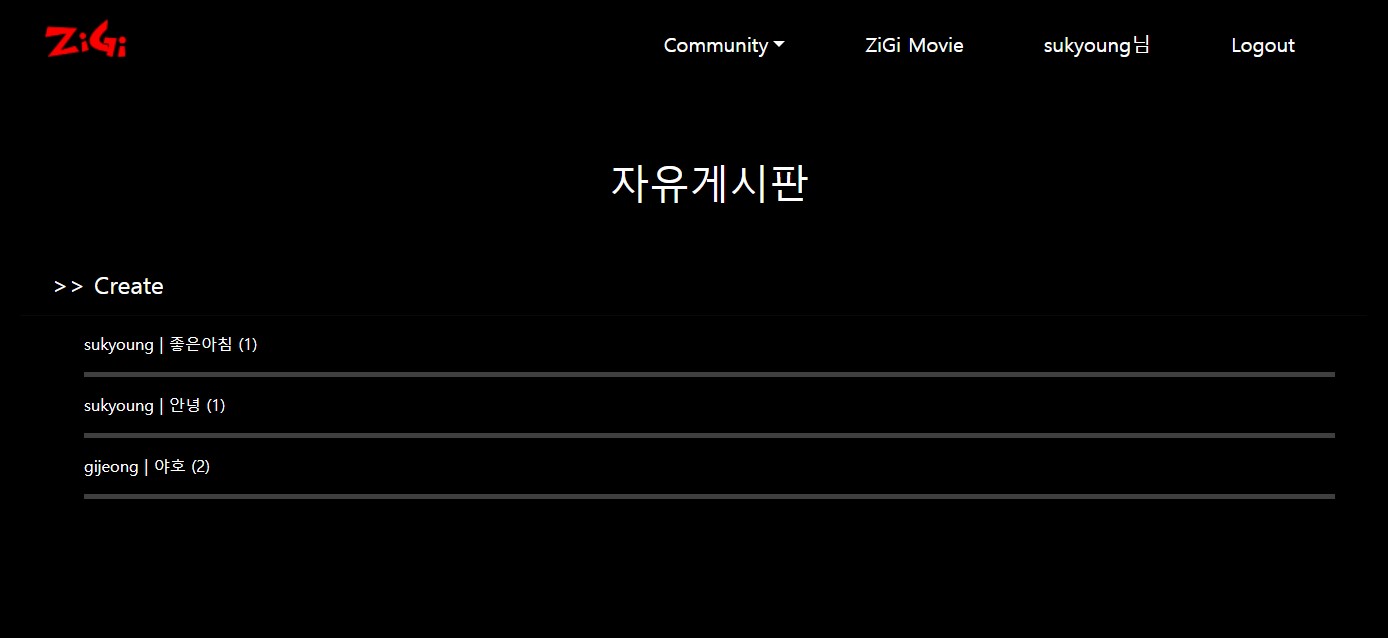 ZiGi
Community ZiGi Movie sukyoung님 Logout
자유게시판
>> Create
sukyoung | 좋은아침 (1)
sukyoung | 안녕 (1)
gijeong | 야호 (2)